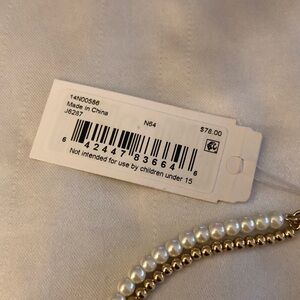 14N00586
Made In China
J6287
N64
$78.00
6 42447 83664 6
Not intended for use by children under 15